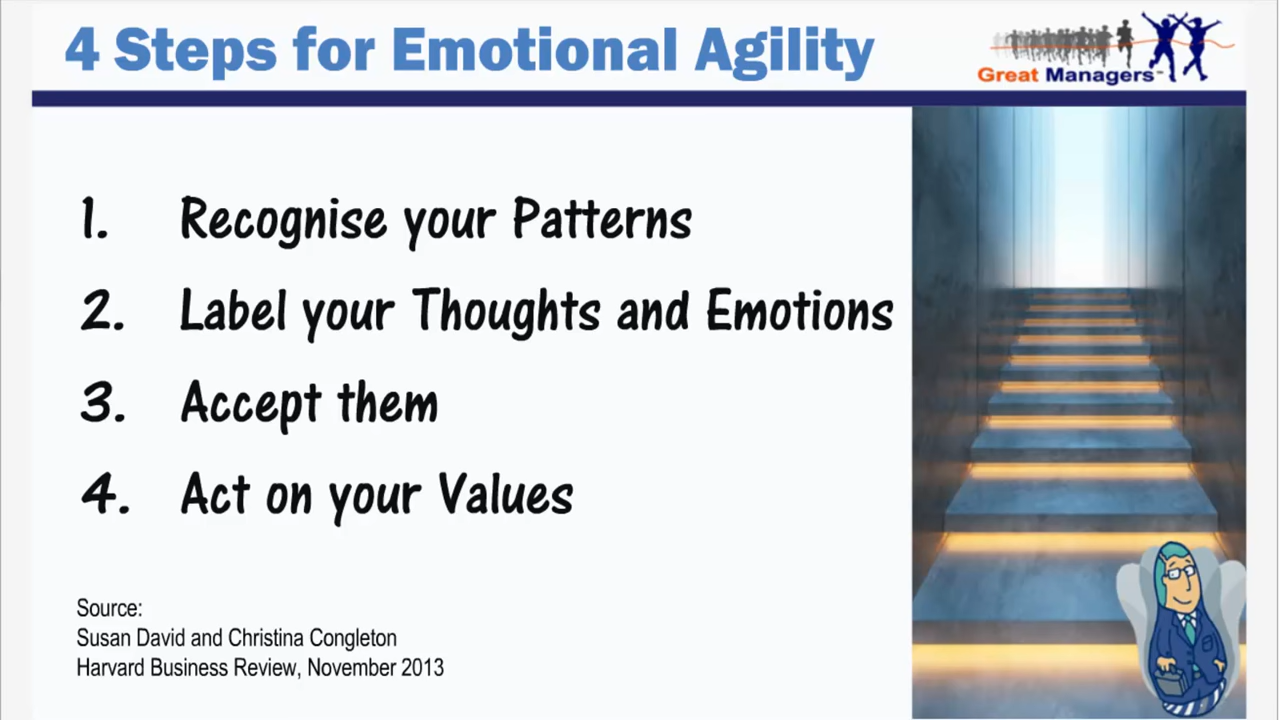 4 Steps for Emotional Agility
Great Managers™
1. Recognise your Patterns
2. Label your Thoughts and Emotions
3. Accept them
4. Act on your Values
Source:
Susan David and Christina Congleton
Harvard Business Review, November 2013